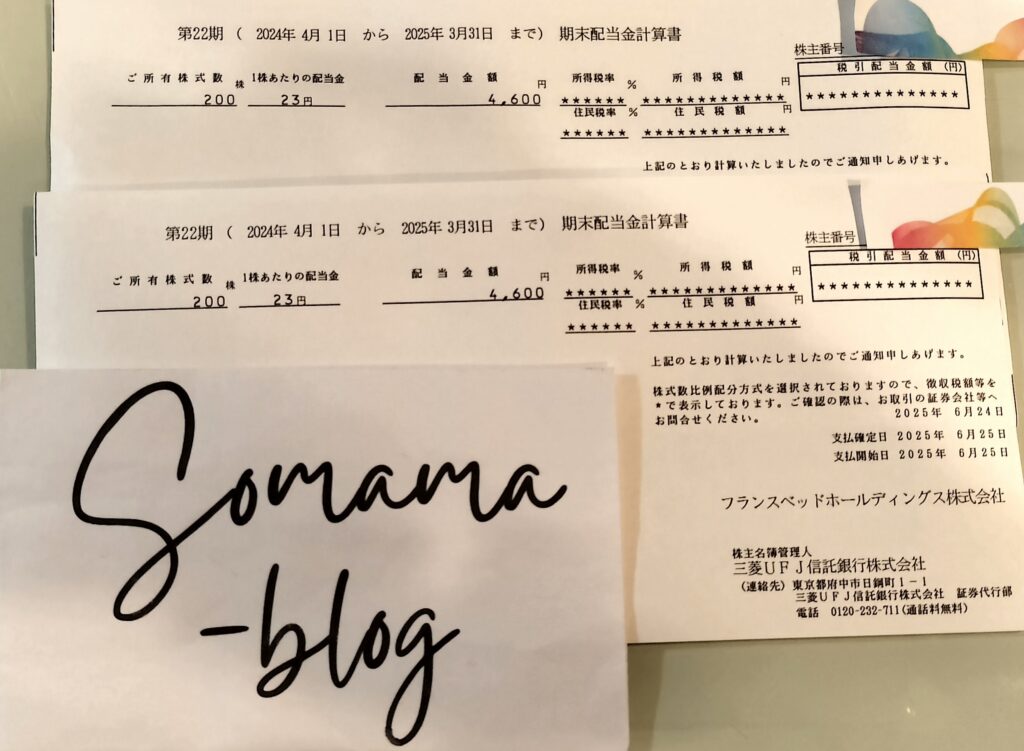 第22期 ( 2024年 4月 1日 から 2025年 3月31日 まで) 期末配当金計算書
株主番号
ご所有株式数 株 1株あたりの配当金 配当金額 円 所得税率 % 所得税額 円 税引配当金額(円)
200 23円 4,600 ****** ************* *************
住民税率 % 住民税額 円
****** *************
上記のとおり計算いたしましたのでご通知申しあげます。
第22期 ( 2024年 4月 1日 から 2025年 3月31日 まで) 期末配当金計算書
株主番号
ご所有株式数 株 1株あたりの配当金 配当金額 円 所得税率 % 所得税額 円 税引配当金額(円)
200 23円 4,600 ****** ************* *************
住民税率 % 住民税額 円
****** *************
上記のとおり計算いたしましたのでご通知申しあげます。
株式数比例配分方式を選択されておりますので、徴収税額等を
*で表示しております。ご確認の際は、お取引の証券会社等へ
お問合せください。
2025年 6月24日
支払確定日 2025年 6月25日
支払開始日 2025年 6月25日
フランスベッドホールディングス株式会社
株主名簿管理人
三菱UFJ信託銀行株式会社
(連絡先) 東京都府中市日鋼町1-1
三菱UFJ信託銀行株式会社 証券代行部
電話 0120-232-711(通話料無料)
Somama
-blog